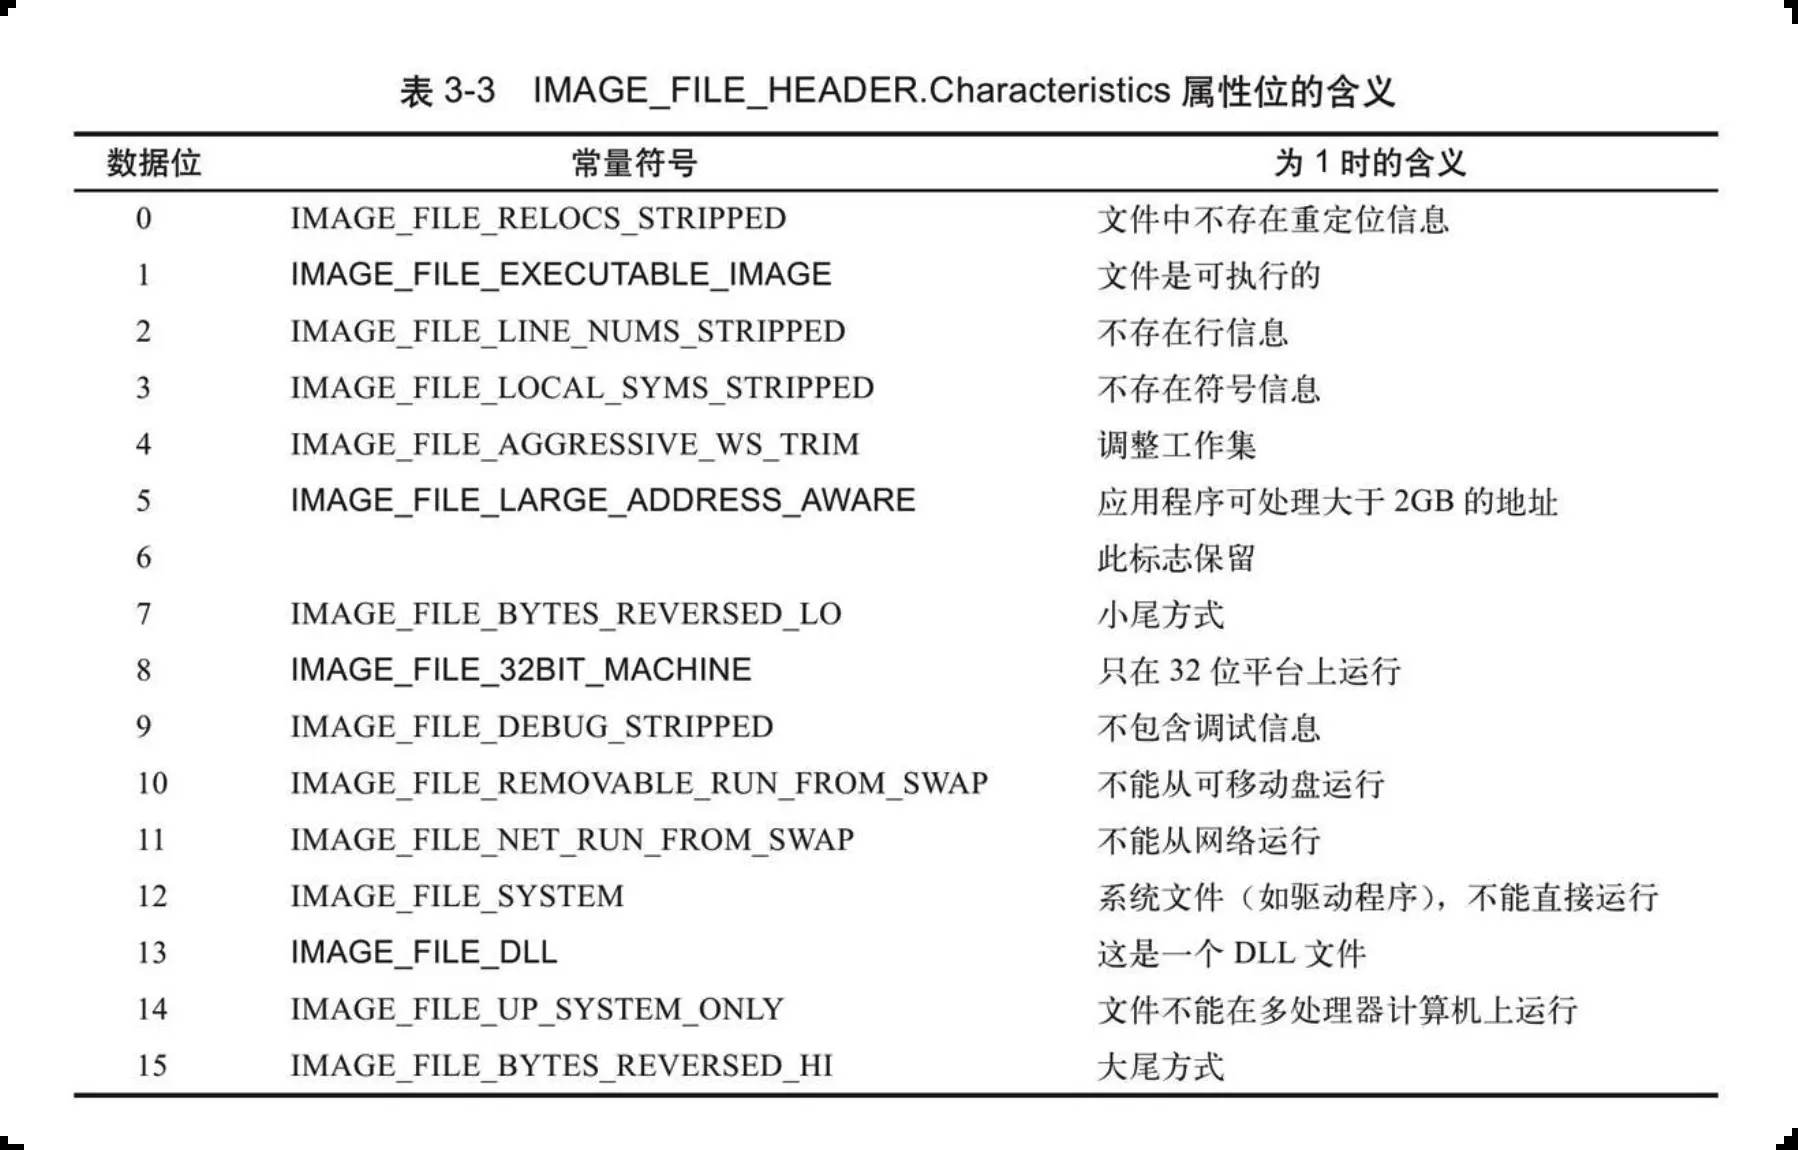 表 3-3 IMAGE_FILE_HEADER.Characteristics 属性位的含义
数据位 常量符号 为 1 时的含义
0 IMAGE_FILE_RELOCS_STRIPPED 文件中不存在重定位信息
1 IMAGE_FILE_EXECUTABLE_IMAGE 文件是可执行的
2 IMAGE_FILE_LINE_NUMS_STRIPPED 不存在行信息
3 IMAGE_FILE_LOCAL_SYMS_STRIPPED 不存在符号信息
4 IMAGE_FILE_AGGRESSIVE_WS_TRIM 调整工作集
5 IMAGE_FILE_LARGE_ADDRESS_AWARE 应用程序可处理大于 2GB 的地址
6 此标志保留
7 IMAGE_FILE_BYTES_REVERSED_LO 小尾方式
8 IMAGE_FILE_32BIT_MACHINE 只在 32 位平台上运行
9 IMAGE_FILE_DEBUG_STRIPPED 不包含调试信息
10 IMAGE_FILE_REMOVABLE_RUN_FROM_SWAP 不能从可移动盘运行
11 IMAGE_FILE_NET_RUN_FROM_SWAP 不能从网络运行
12 IMAGE_FILE_SYSTEM 系统文件（如驱动程序），不能直接运行
13 IMAGE_FILE_DLL 这是一个 DLL 文件
14 IMAGE_FILE_UP_SYSTEM_ONLY 文件不能在多处理器计算机上运行
15 IMAGE_FILE_BYTES_REVERSED_HI 大尾方式